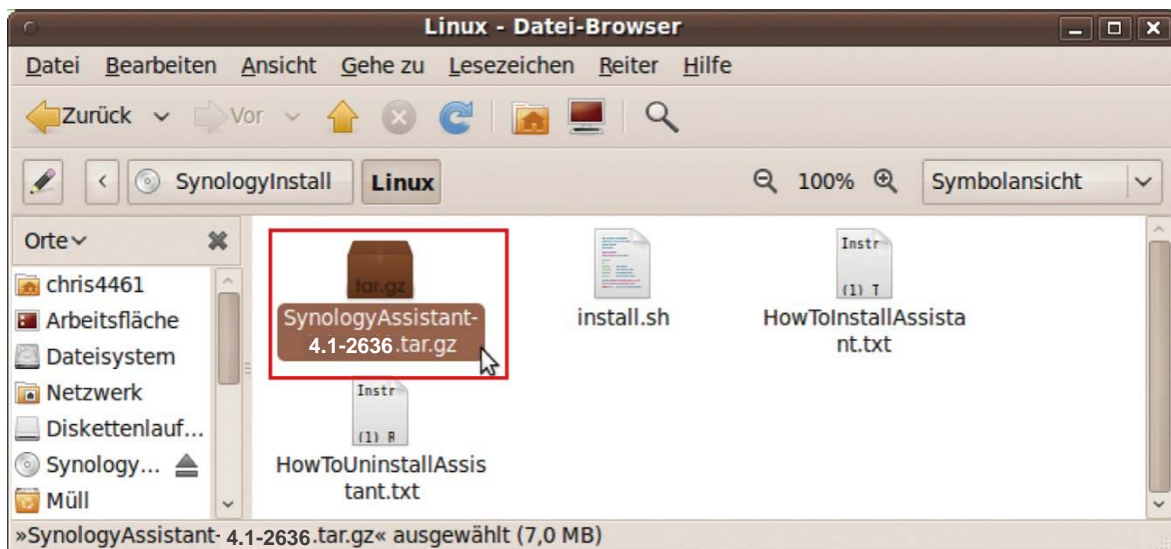 Linux - Datei-Browser
Datei Bearbeiten Ansicht Gehe zu Lesezeichen Reiter Hilfe
Zurück Vor
SynologyInstall Linux 100% Symbolansicht
Orte
chris4461
Arbeitsfläche
Dateisystem
Netzwerk
Diskettenlauf...
Synology...
Müll
tar.gz
SynologyAssistant-
4.1-2636.tar.gz
install.sh
Instr
(1) T
HowToInstallAssista
nt.txt
Instr
(1) R
HowToUninstallAssis
tant.txt
»SynologyAssistant- 4.1-2636.tar.gz« ausgewählt (7,0 MB)